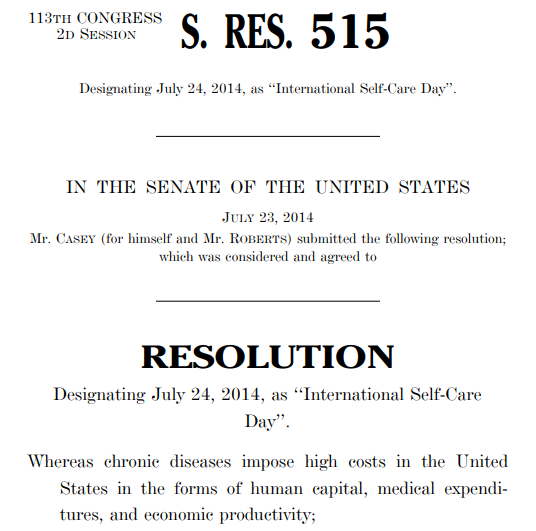 113TH CONGRESS
2D SESSION
S. RES. 515
Designating July 24, 2014, as ‘‘International Self-Care Day’’.
IN THE SENATE OF THE UNITED STATES
JULY 23, 2014
Mr. CASEY (for himself and Mr. ROBERTS) submitted the following resolution;
which was considered and agreed to
RESOLUTION
Designating July 24, 2014, as ‘‘International Self-Care
Day’’.
Whereas chronic diseases impose high costs in the United
States in the forms of human capital, medical expendi-
tures, and economic productivity;